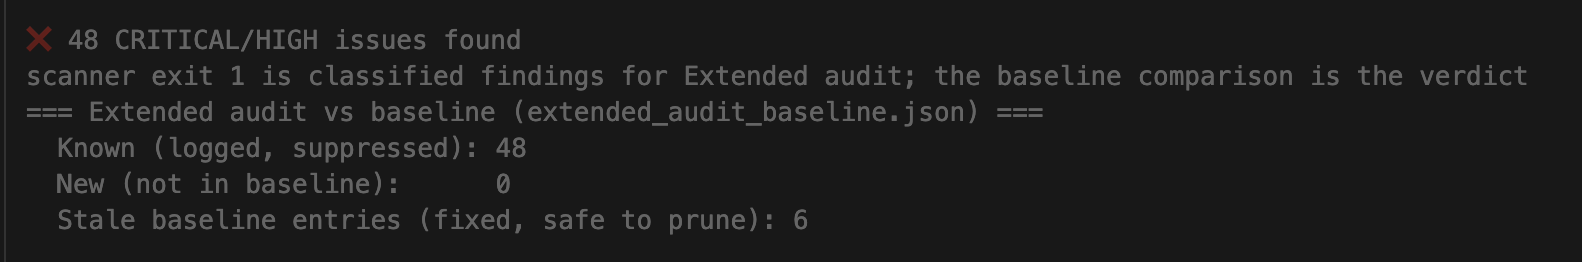 ❌ 48 CRITICAL/HIGH issues found
scanner exit 1 is classified findings for Extended audit; the baseline comparison is the verdict
=== Extended audit vs baseline (extended_audit_baseline.json) ===
  Known (logged, suppressed): 48
  New (not in baseline):      0
  Stale baseline entries (fixed, safe to prune): 6